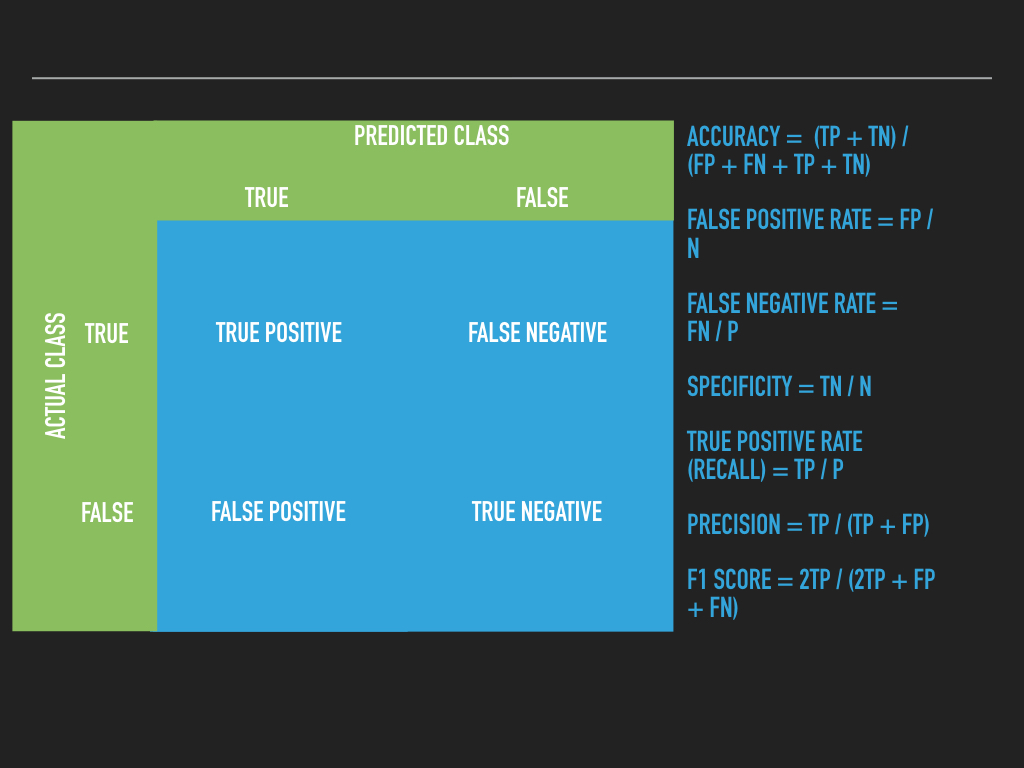 PREDICTED CLASS
TRUE FALSE
ACTUAL CLASS
TRUE TRUE POSITIVE FALSE NEGATIVE
FALSE FALSE POSITIVE TRUE NEGATIVE
ACCURACY = (TP + TN) /
(FP + FN + TP + TN)
FALSE POSITIVE RATE = FP /
N
FALSE NEGATIVE RATE =
FN / P
SPECIFICITY = TN / N
TRUE POSITIVE RATE
(RECALL) = TP / P
PRECISION = TP / (TP + FP)
F1 SCORE = 2TP / (2TP + FP
+ FN)